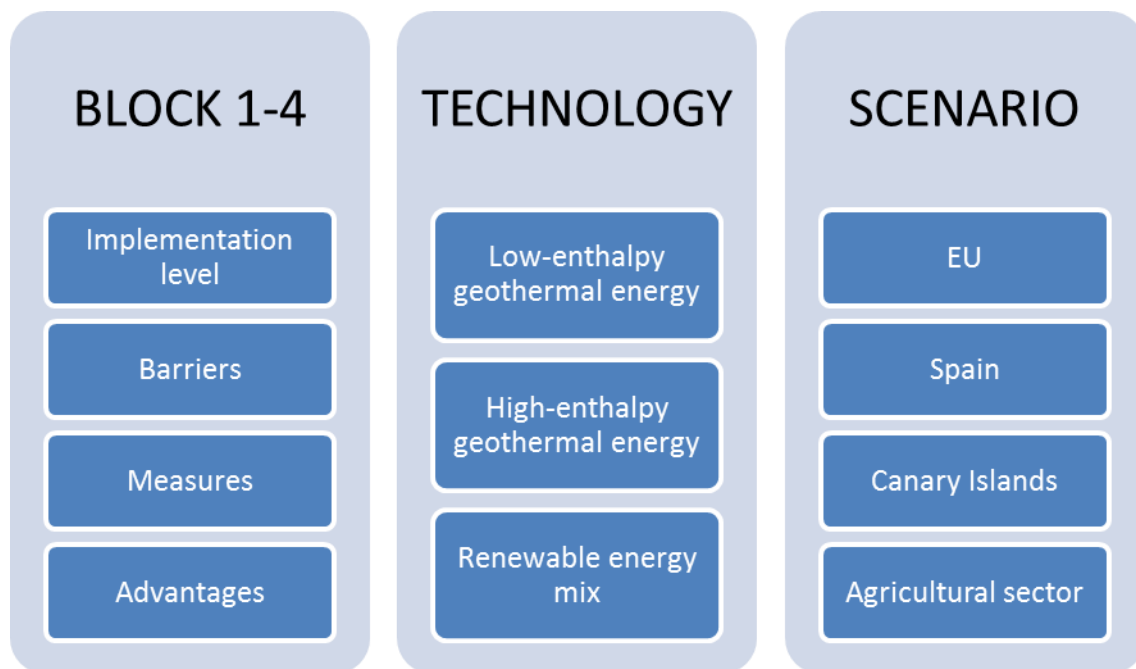 BLOCK 1-4
Implementation
level
Barriers
Measures
Advantages
TECHNOLOGY
Low-enthalpy
geothermal energy
High-enthalpy
geothermal energy
Renewable energy
mix
SCENARIO
EU
Spain
Canary Islands
Agricultural sector